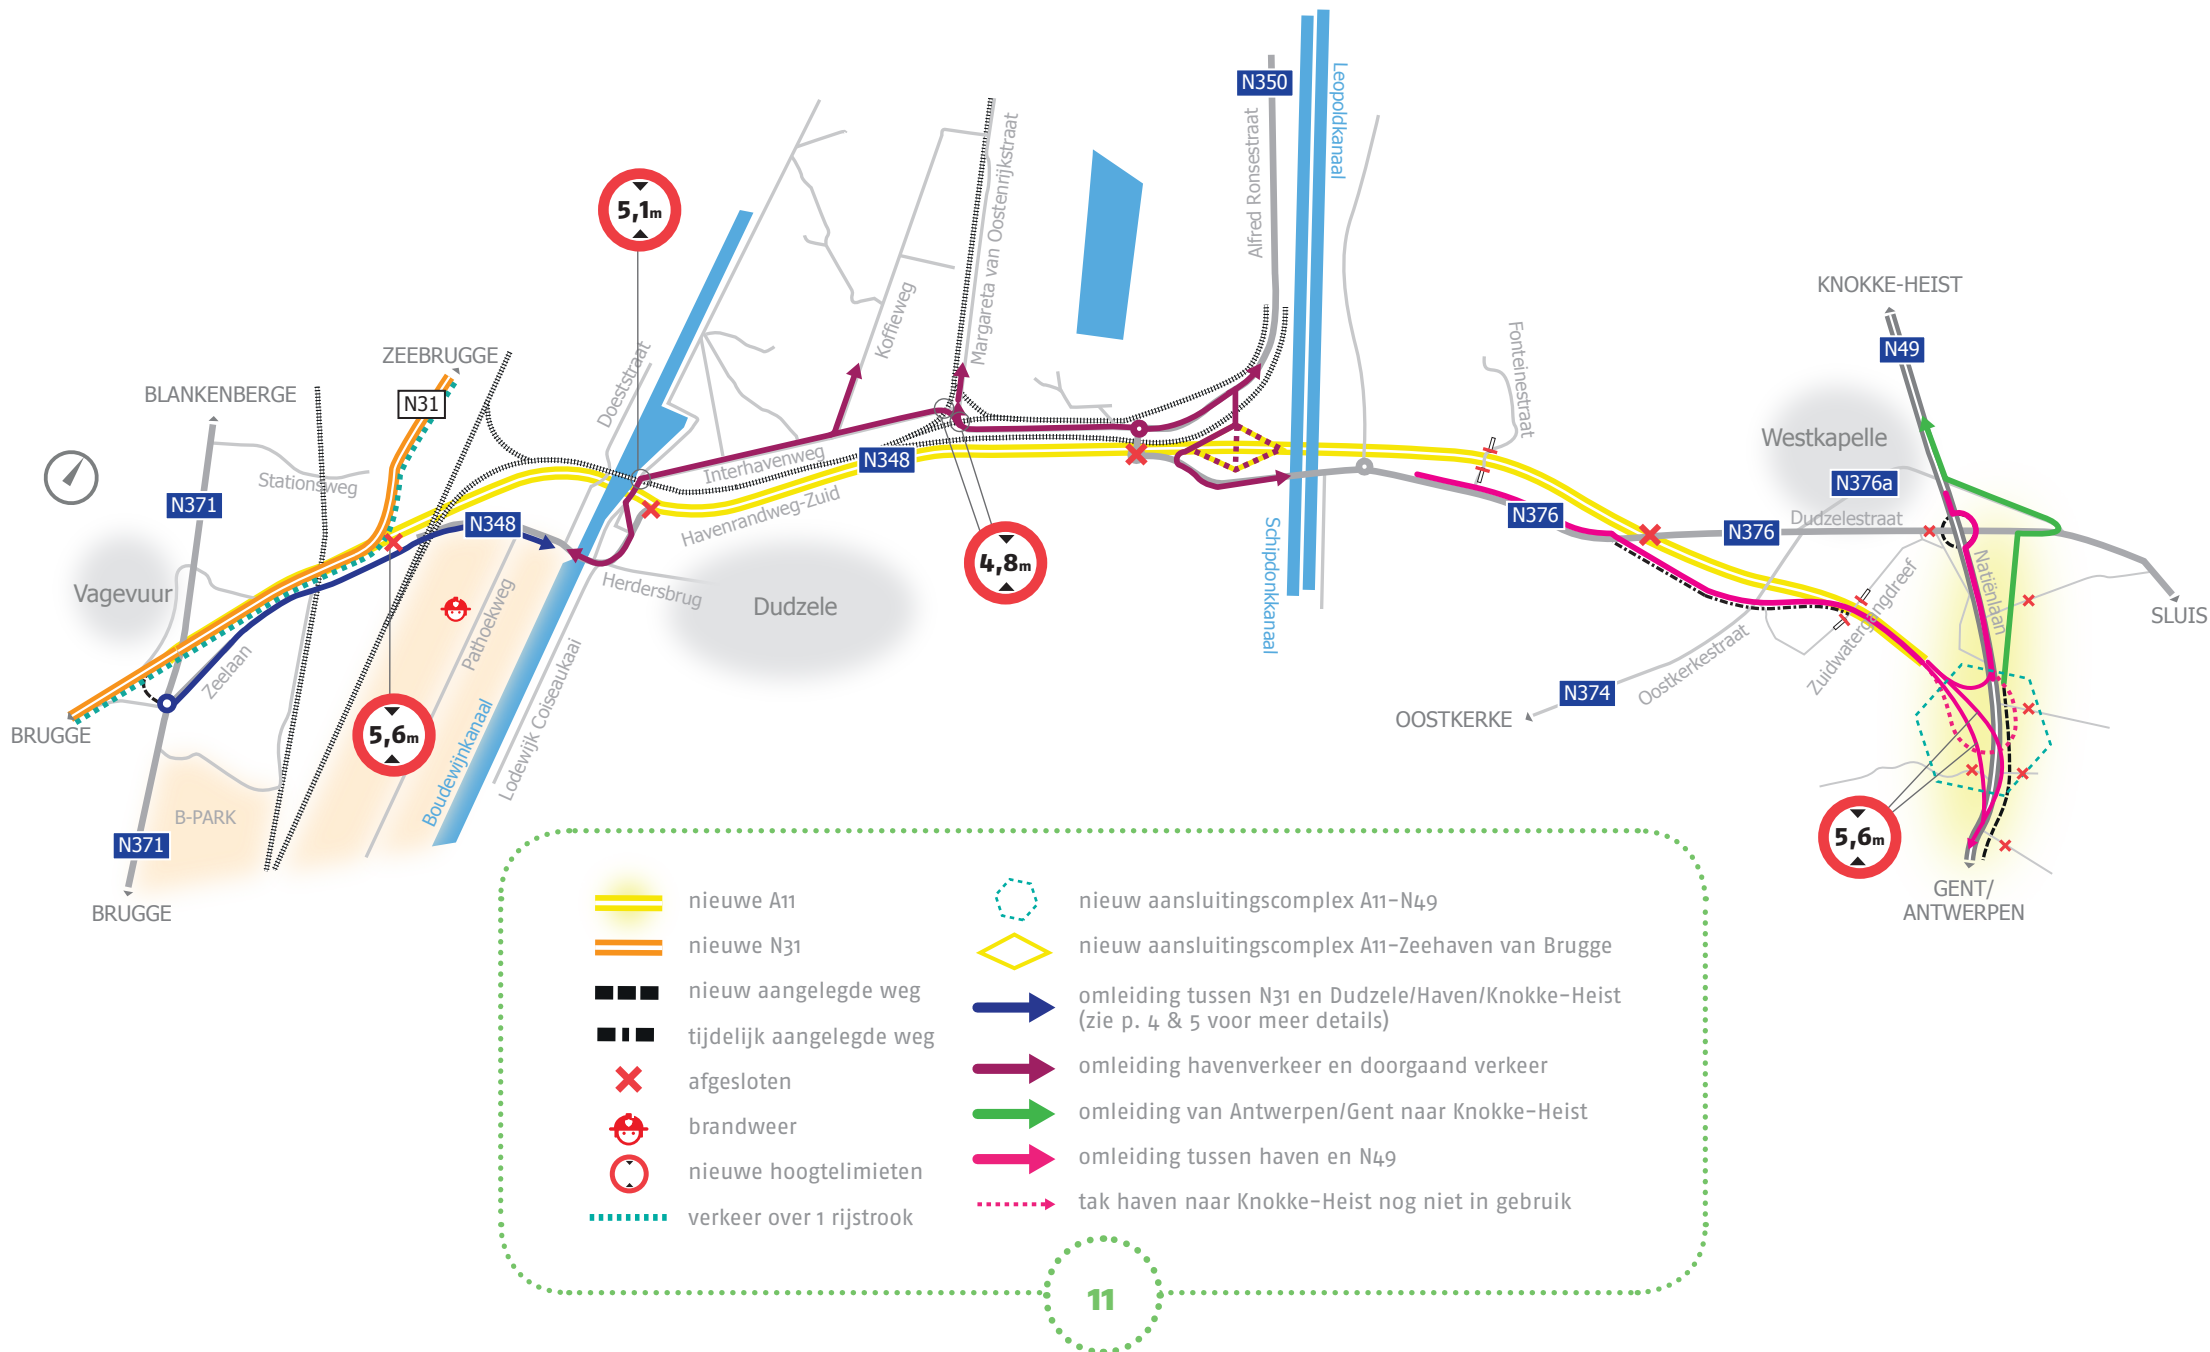 N350
Leopoldkanaal
Alfred Ronsestraat
Margareta van Oostenrijkstraat
5,1m
KNOKKE-HEIST
N49
Koffieweg
Fonteinestraat
ZEEBRUGGE
Doeststraat
BLANKENBERGE
N31
Westkapelle
Interhavenweg
N348
Stationsweg
N376a
N371
Havenrandweg-Zuid
N348
N376
N376
Dudzelestraat
Schipdonkkanaal
4,8m
Natiënlaan
Vagevuur
Herdersbrug
Dudzele
Pathoekweg
Zuidwatergangdreef
SLUIS
Zeelaan
Oostkerkestraat
N374
OOSTKERKE
BRUGGE
5,6m
Boudewijnkanaal
Lodewijk Coiseaukaai
B-PARK
N371
5,6m
BRUGGE
GENT/
ANTWERPEN
nieuwe A11
nieuwe N31
nieuw aangelegde weg
tijdelijk aangelegde weg
afgesloten
brandweer
nieuwe hoogtelimieten
verkeer over 1 rijstrook
nieuw aansluitingscomplex A11-N49
nieuw aansluitingscomplex A11-Zeehaven van Brugge
omleiding tussen N31 en Dudzele/Haven/Knokke-Heist
(zie p. 4 & 5 voor meer details)
omleiding havenverkeer en doorgaand verkeer
omleiding van Antwerpen/Gent naar Knokke-Heist
omleiding tussen haven en N49
tak haven naar Knokke-Heist nog niet in gebruik
11